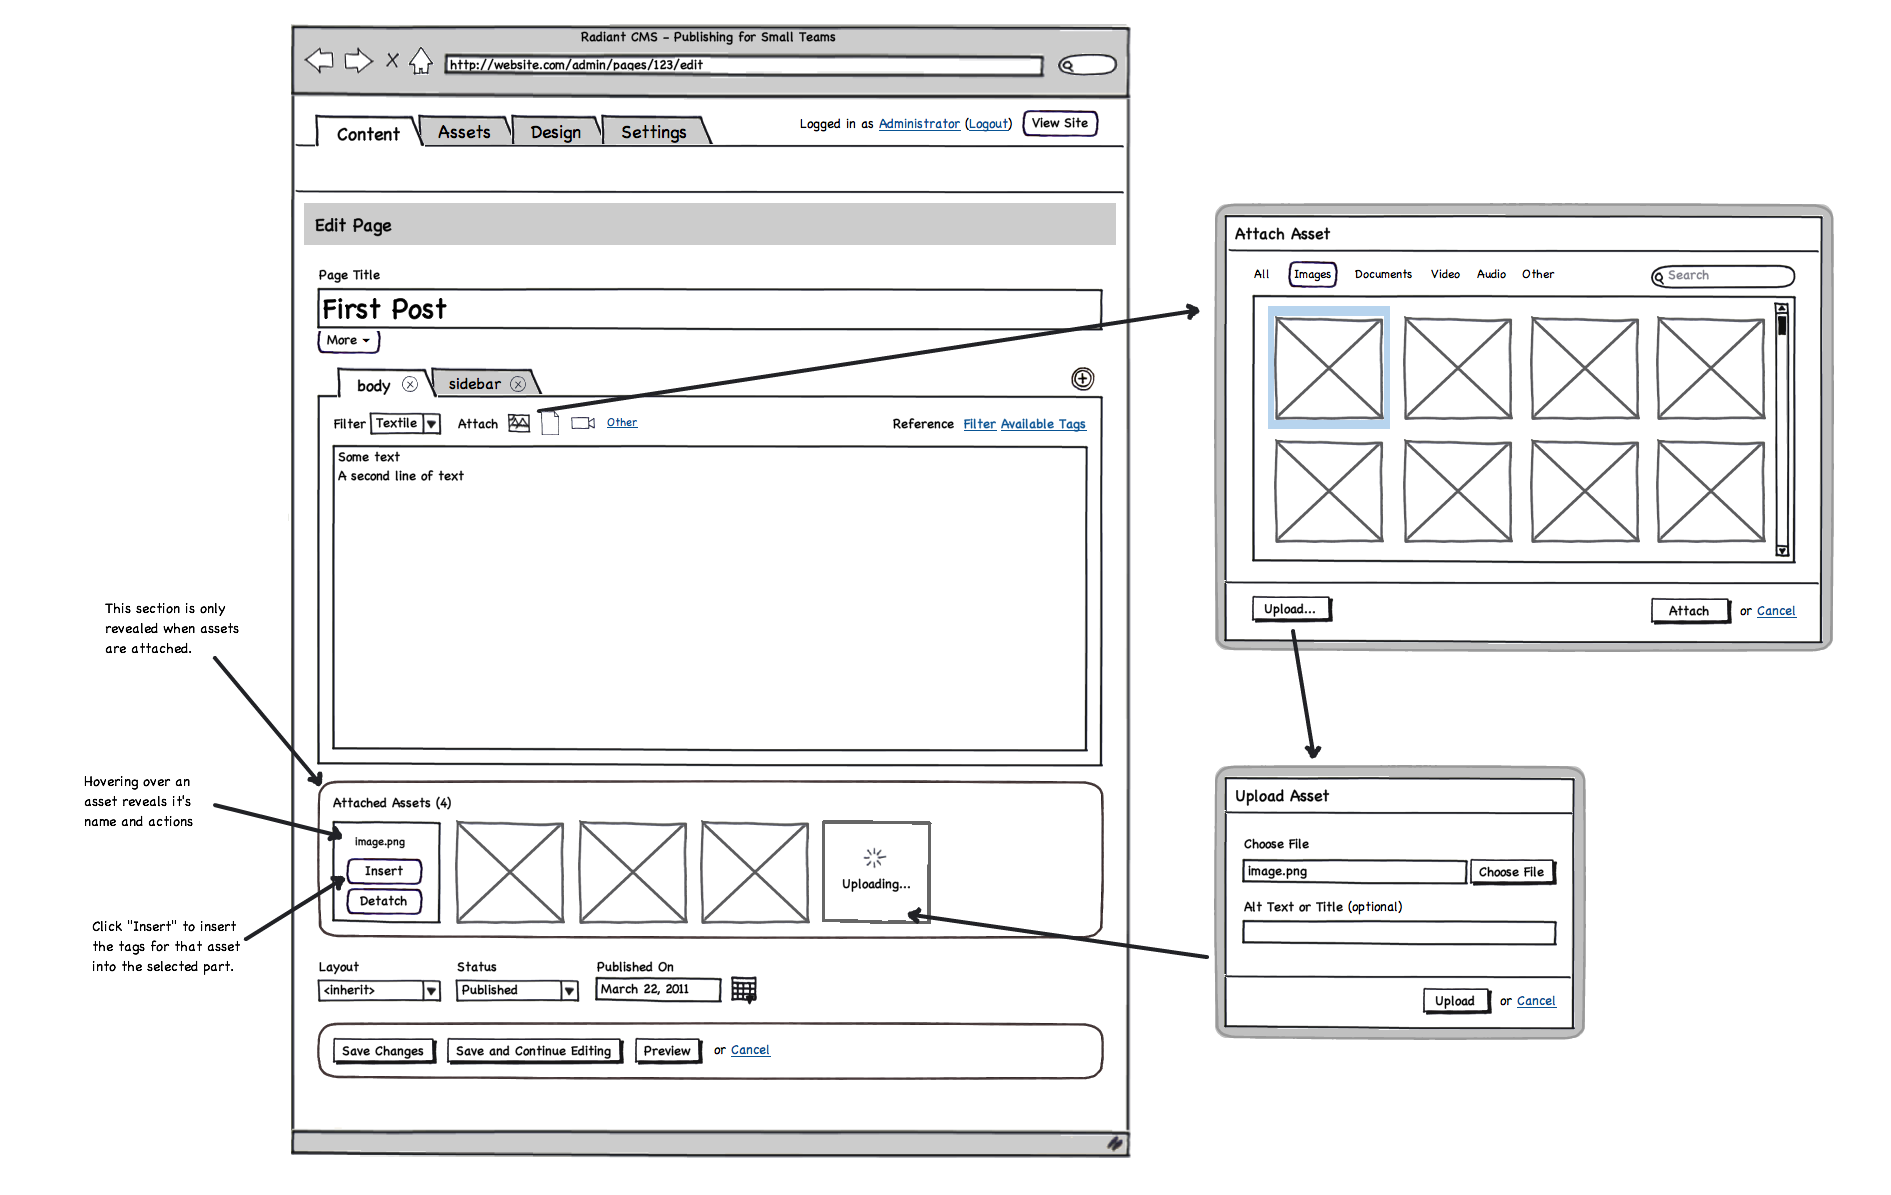 Radiant CMS - Publishing for Small Teams
http://website.com/admin/pages/123/edit
Content Assets Design Settings Logged in as Administrator (Logout) View Site
Edit Page
Page Title
First Post
More
body sidebar
Filter Textile Attach Other Reference Filter Available Tags
Some text
A second line of text
This section is only
revealed when assets
are attached.
Hovering over an
asset reveals it's
name and actions
Click "Insert" to insert
the tags for that asset
into the selected part.
Attached Assets (4)
image.png
Insert
Detatch
Uploading...
Layout Status Published On
<inherit> Published March 22, 2011
Save Changes Save and Continue Editing Preview or Cancel
Attach Asset
All Images Documents Video Audio Other Search
Upload... Attach or Cancel
Upload Asset
Choose File
image.png Choose File
Alt Text or Title (optional)
Upload or Cancel